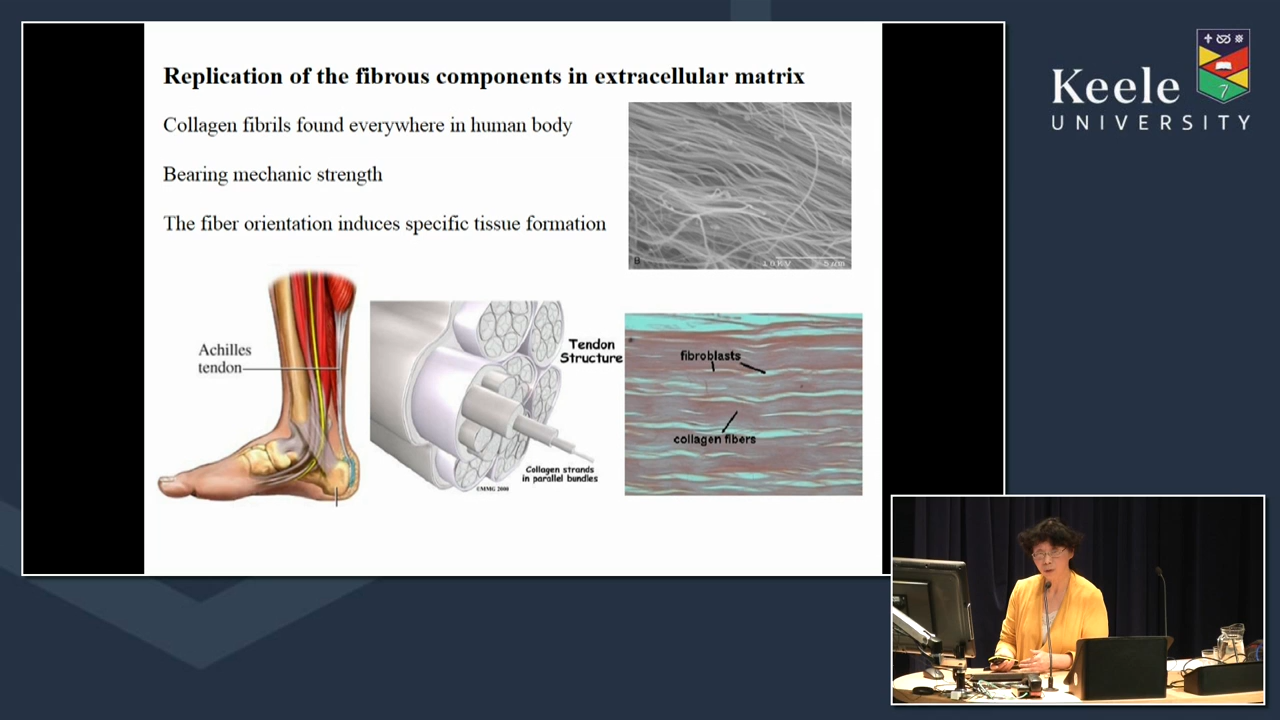 Replication of the fibrous components in extracellular matrix
Collagen fibrils found everywhere in human body
Bearing mechanic strength
The fiber orientation induces specific tissue formation
B
Achilles
tendon
Tendon
Structure
Collagen strands
in parallel bundles
©MMG 2000
fibroblasts
collagen fibers
Keele
UNIVERSITY